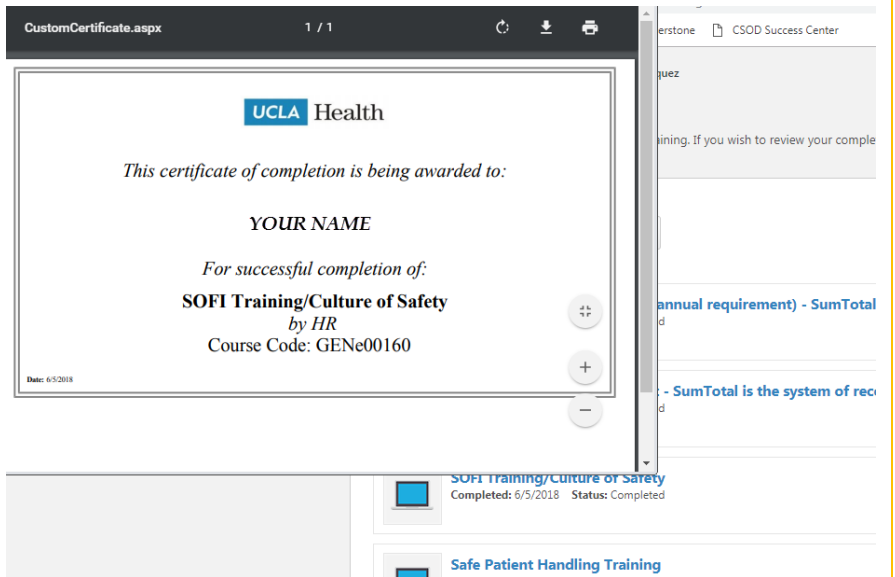 CustomCertificate.aspx 1 / 1
erstone CSOD Success Center
quez
UCLA Health
ining. If you wish to review your comple
This certificate of completion is being awarded to:
YOUR NAME
For successful completion of:
SOFI Training/Culture of Safety
by HR
Course Code: GENe00160
Date: 6/5/2018
annual requirement) - SumTotal
d
- SumTotal is the system of rec
d
SOFI Training/Culture of Safety
Completed: 6/5/2018 Status: Completed
Safe Patient Handling Training